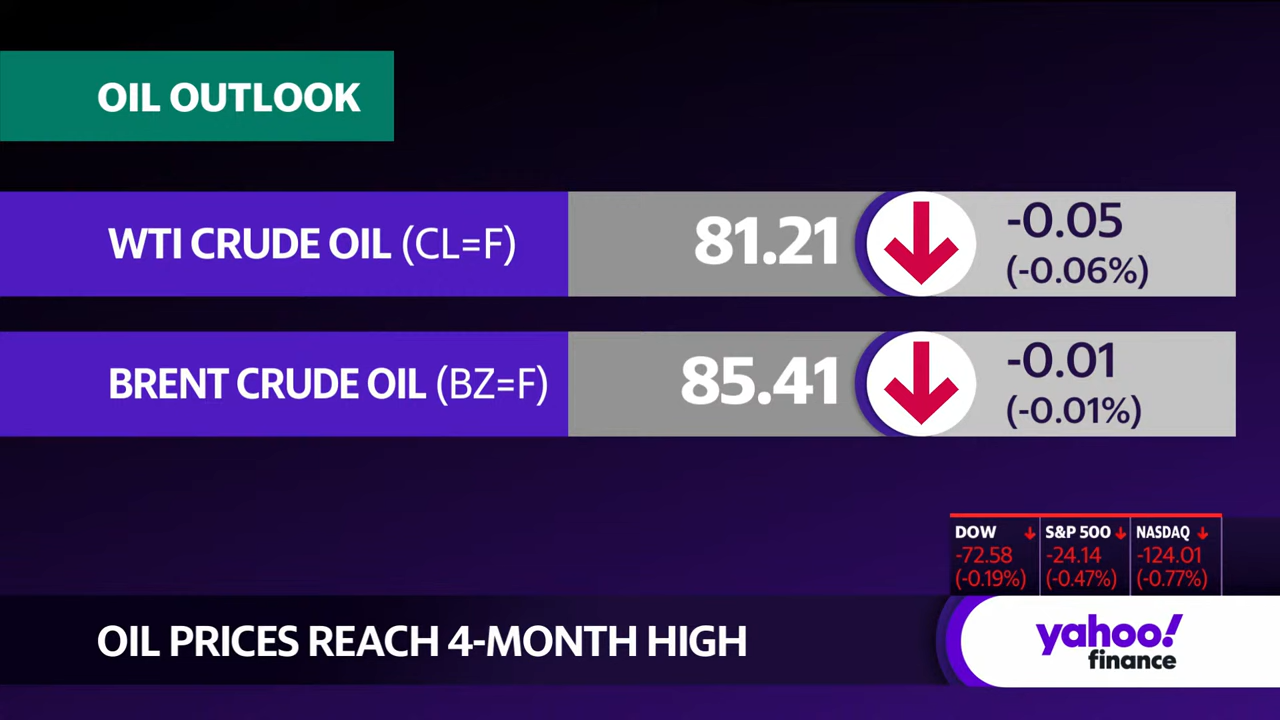 OIL OUTLOOK
WTI CRUDE OIL (CL=F) 81.21 -0.05
(-0.06%)
BRENT CRUDE OIL (BZ=F) 85.41 -0.01
(-0.01%)
DOW S&P 500 NASDAQ
-72.58 -24.14 -124.01
(-0.19%) (-0.47%) (-0.77%)
OIL PRICES REACH 4-MONTH HIGH
yahoo!
finance